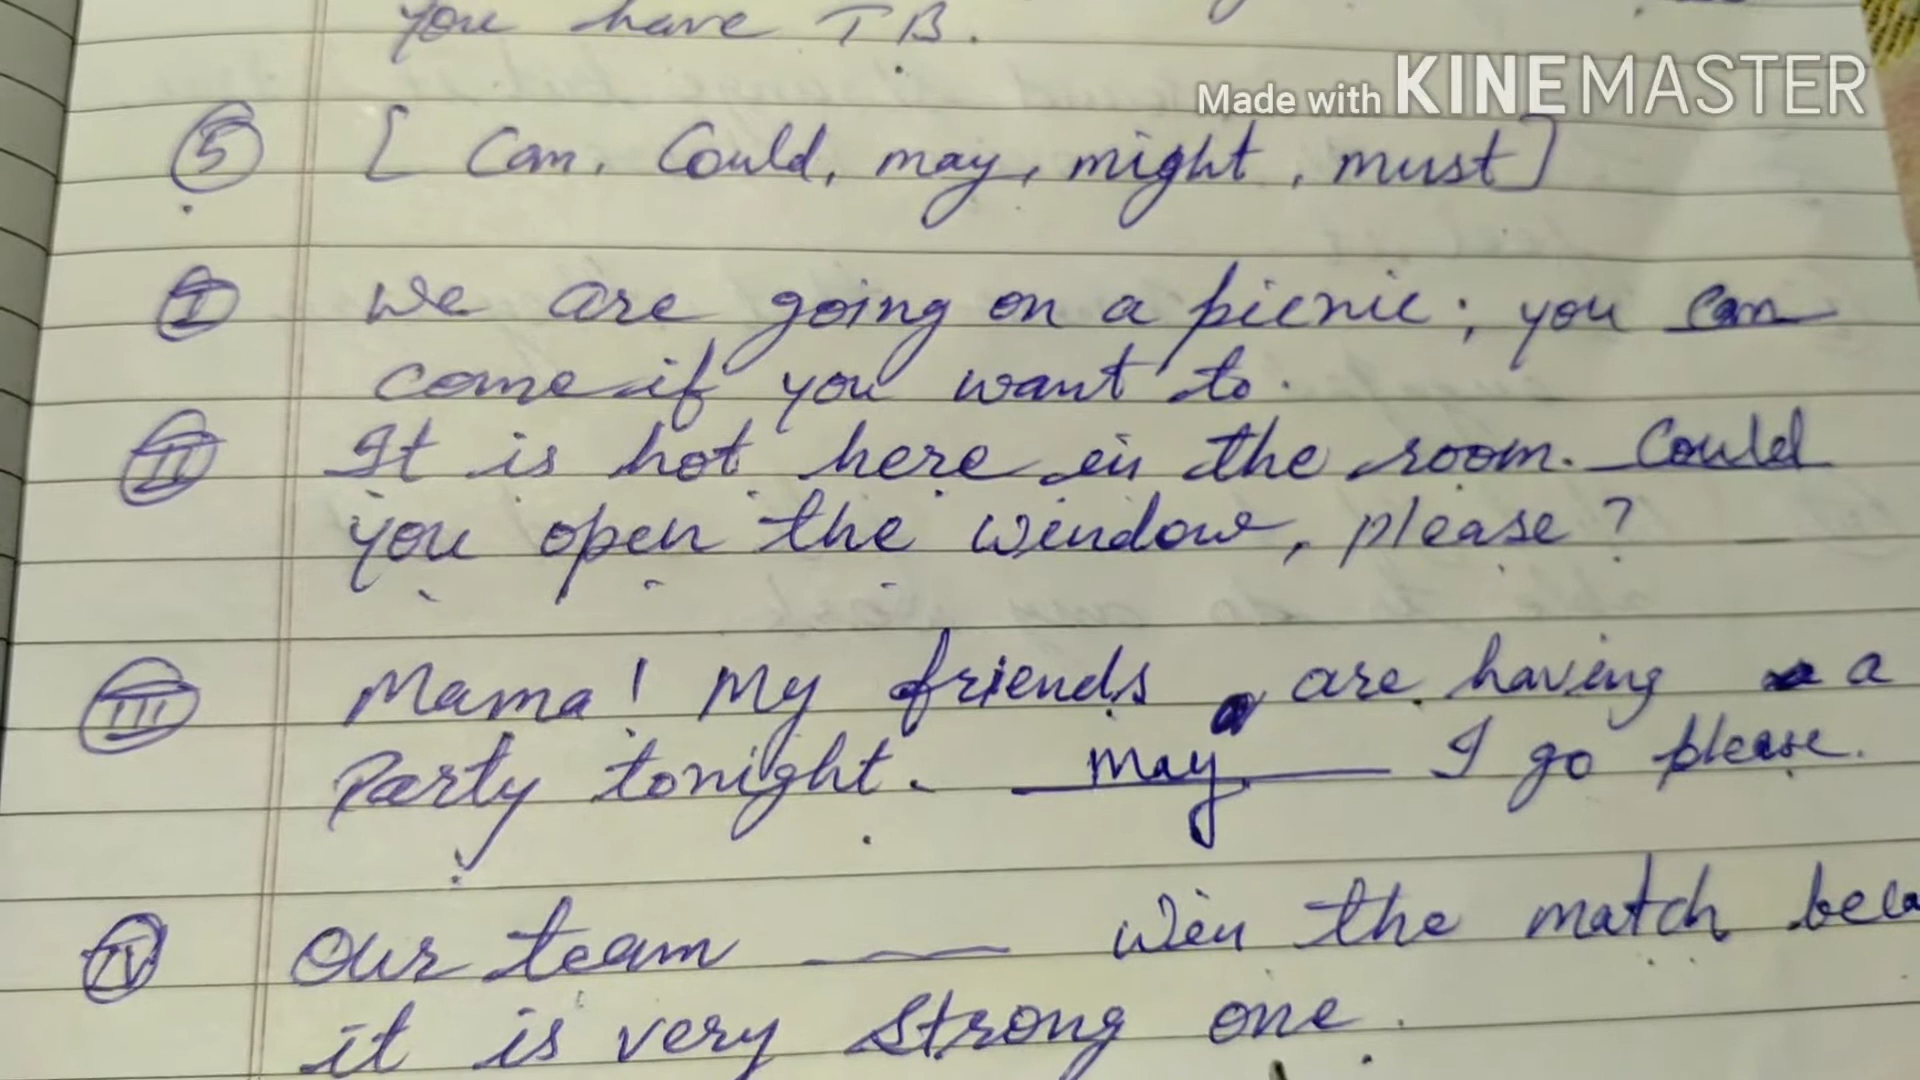 you have TB.
Made with KINEMASTER
5 [ Can, Could, may, might, must ]
I We are going on a picnic; you can
come if you want to.
II It is hot here in the room. Could
you open the window, please?
III Mama! My friends are having a
Party tonight. may I go please.
IV Our team ___ win the match beca
it is very strong one.